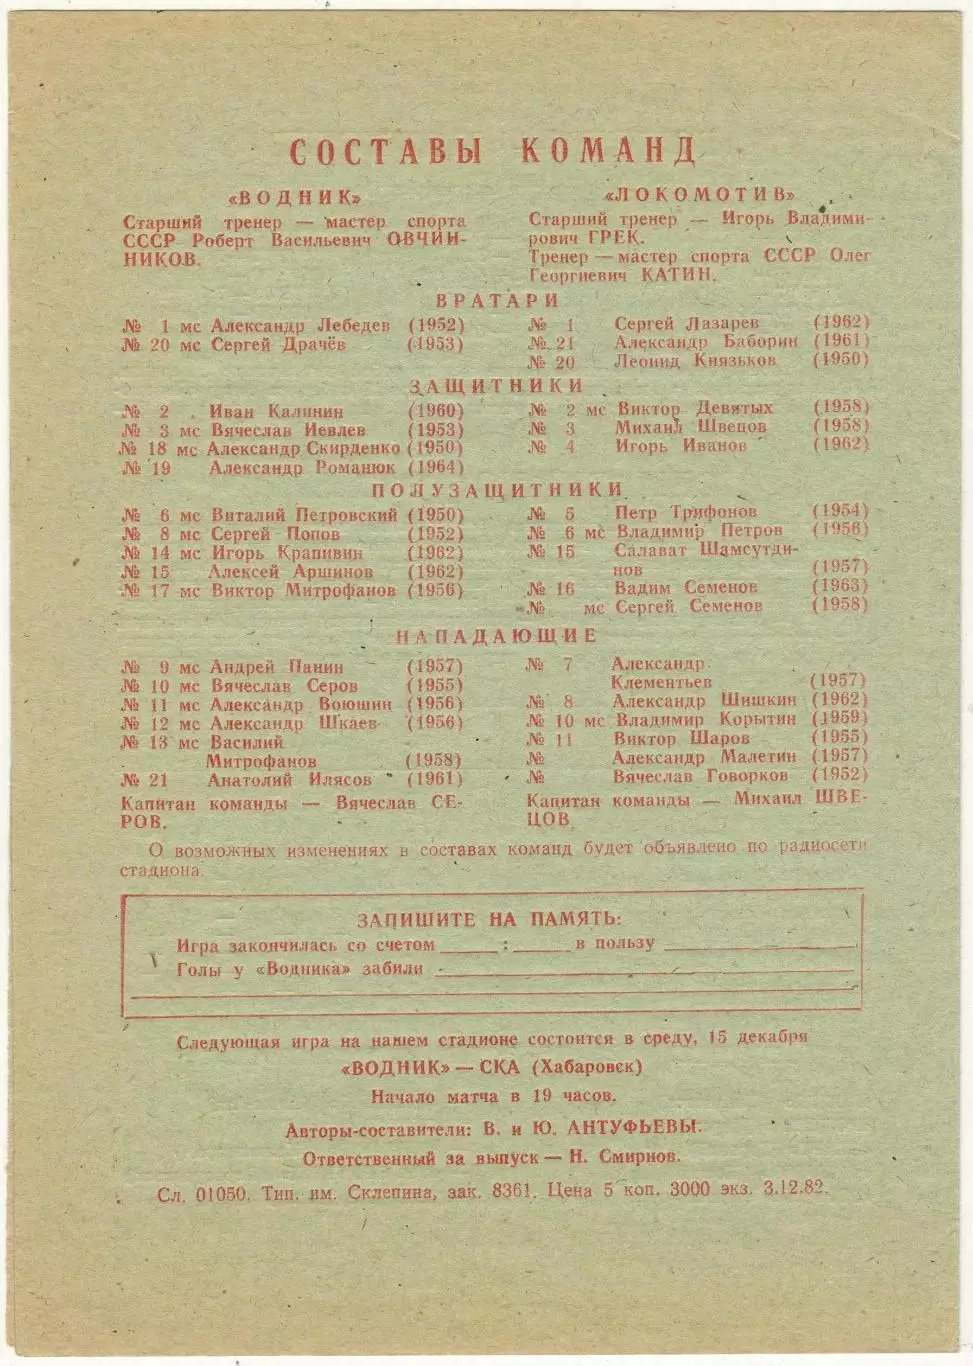 СОСТАВЫ КОМАНД
«ВОДНИК»
Старший тренер — мастер спорта
СССР Роберт Васильевич ОВЧИН-
НИКОВ.
«ЛОКОМОТИВ»
Старший тренер — Игорь Владими-
рович ГРЕК.
Тренер — мастер спорта СССР Олег
Георгиевич КАТИН.
ВРАТАРИ
№ 1 мс Александр Лебедев (1952)
№ 20 мс Сергей Драчёв (1953)
№ 1 Сергей Лазарев (1962)
№ 21 Александр Баборин (1961)
№ 20 Леонид Князьков (1950)
ЗАЩИТНИКИ
№ 2 Иван Калинин (1960)
№ 3 мс Вячеслав Иевлев (1953)
№ 18 мс Александр Скирденко (1950)
№ 19 Александр Романюк (1964)
№ 2 мс Виктор Девятых (1958)
№ 3 Михаил Швецов (1958)
№ 4 Игорь Иванов (1962)
ПОЛУЗАЩИТНИКИ
№ 6 мс Виталий Петровский (1950)
№ 8 мс Сергей Попов (1952)
№ 14 мс Игорь Крапивин (1962)
№ 15 Алексей Аршинов (1962)
№ 17 мс Виктор Митрофанов (1956)
№ 5 Петр Трифонов (1954)
№ 6 мс Владимир Петров (1956)
№ 15 Салават Шамсутди-
нов (1957)
№ 16 Вадим Семенов (1963)
№ мс Сергей Семенов (1958)
НАПАДАЮЩИЕ
№ 9 мс Андрей Панин (1957)
№ 10 мс Вячеслав Серов (1955)
№ 11 мс Александр Воюшин (1956)
№ 12 мс Александр Шкаев (1956)
№ 13 мс Василий
Митрофанов (1958)
№ 21 Анатолий Илясов (1961)
Капитан команды — Вячеслав СЕ-
РОВ.
№ 7 Александр
Клементьев (1957)
№ 8 Александр Шишкин (1962)
№ 10 мс Владимир Корытин (1959)
№ 11 Виктор Шаров (1955)
№ Александр Малетин (1957)
№ Вячеслав Говорков (1952)
Капитан команды — Михаил ШВЕ-
ЦОВ.
О возможных изменениях в составах команд будет объявлено по радиосети
стадиона.
ЗАПИШИТЕ НА ПАМЯТЬ:
Игра закончилась со счетом _____ : _____ в пользу _____
Голы у «Водника» забили _____
Следующая игра на нашем стадионе состоится в среду, 15 декабря
«ВОДНИК» — СКА (Хабаровск)
Начало матча в 19 часов.
Авторы-составители: В. и Ю. АНТУФЬЕВЫ.
Ответственный за выпуск — Н. Смирнов.
Сл. 01050. Тип. им. Склепина, зак. 8361. Цена 5 коп. 3000 экз. 3.12.82.